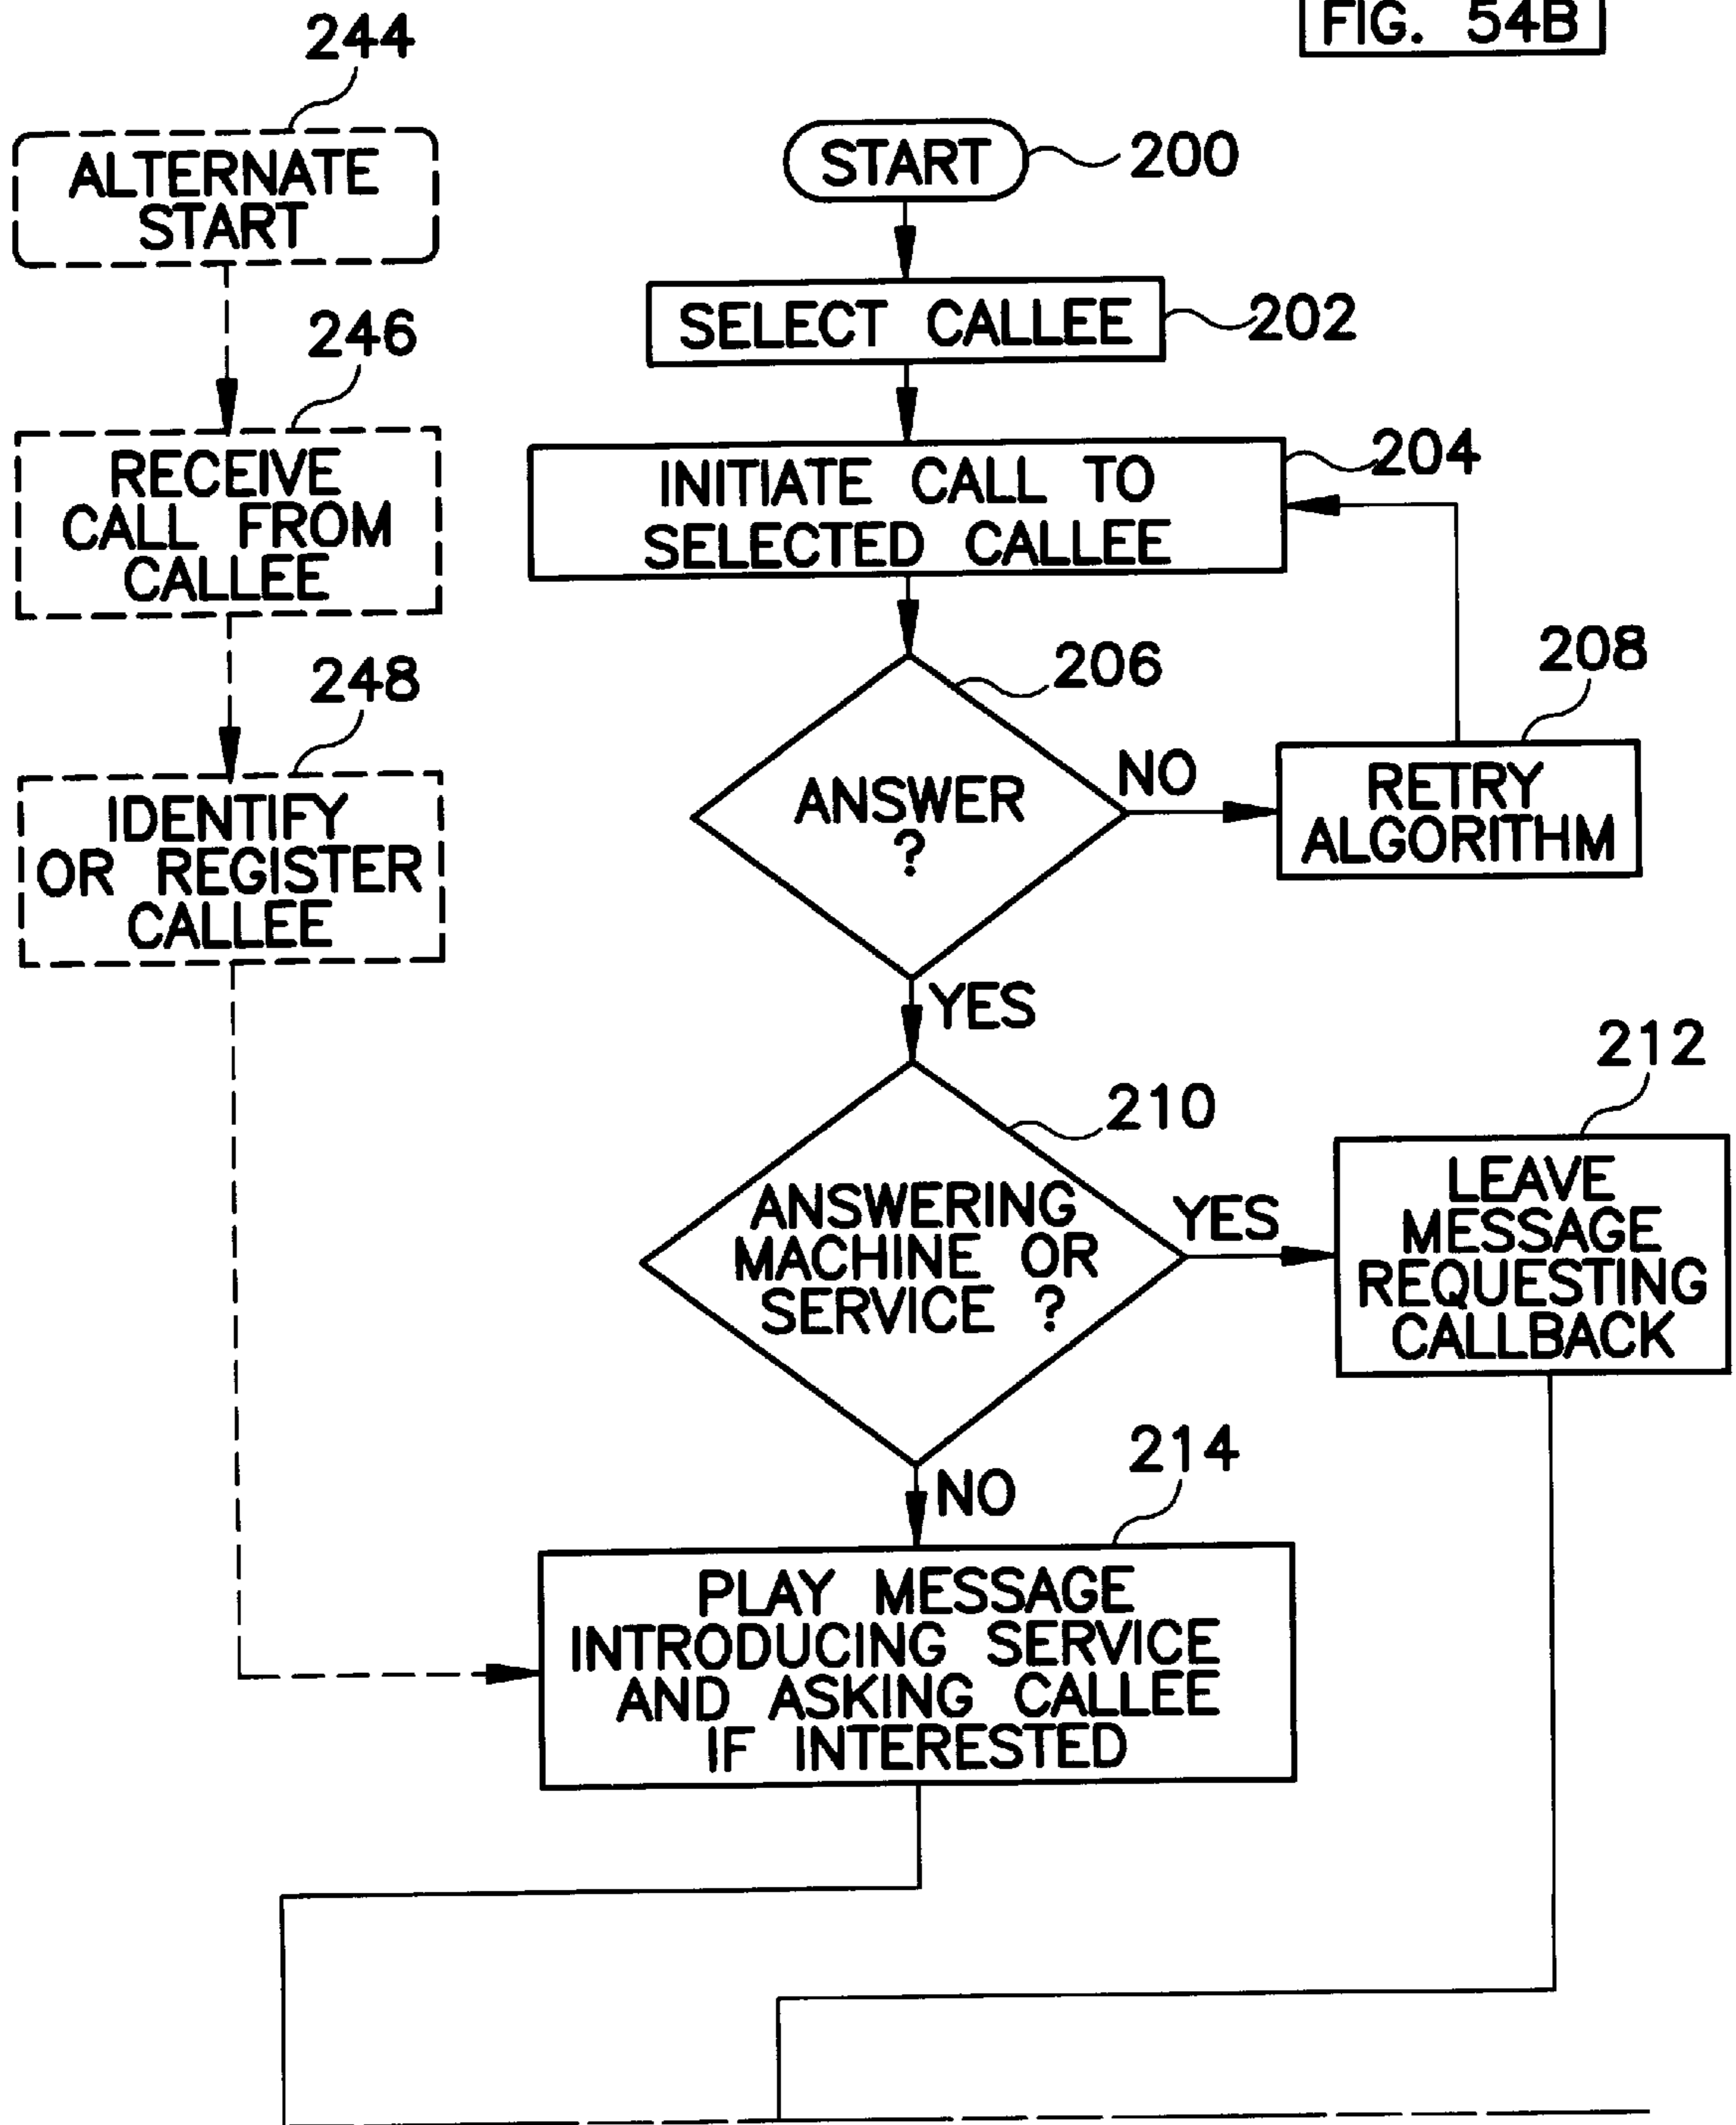 FIG. 54B
244
ALTERNATE
START
START
200
SELECT CALLEE
202
246
RECEIVE
CALL FROM
CALLEE
INITIATE CALL TO
SELECTED CALLEE
204
248
IDENTIFY
OR REGISTER
CALLEE
206
ANSWER
?
NO
208
RETRY
ALGORITHM
YES
210
ANSWERING
MACHINE OR
SERVICE ?
YES
212
LEAVE
MESSAGE
REQUESTING
CALLBACK
NO
214
PLAY MESSAGE
INTRODUCING SERVICE
AND ASKING CALLEE
IF INTERESTED